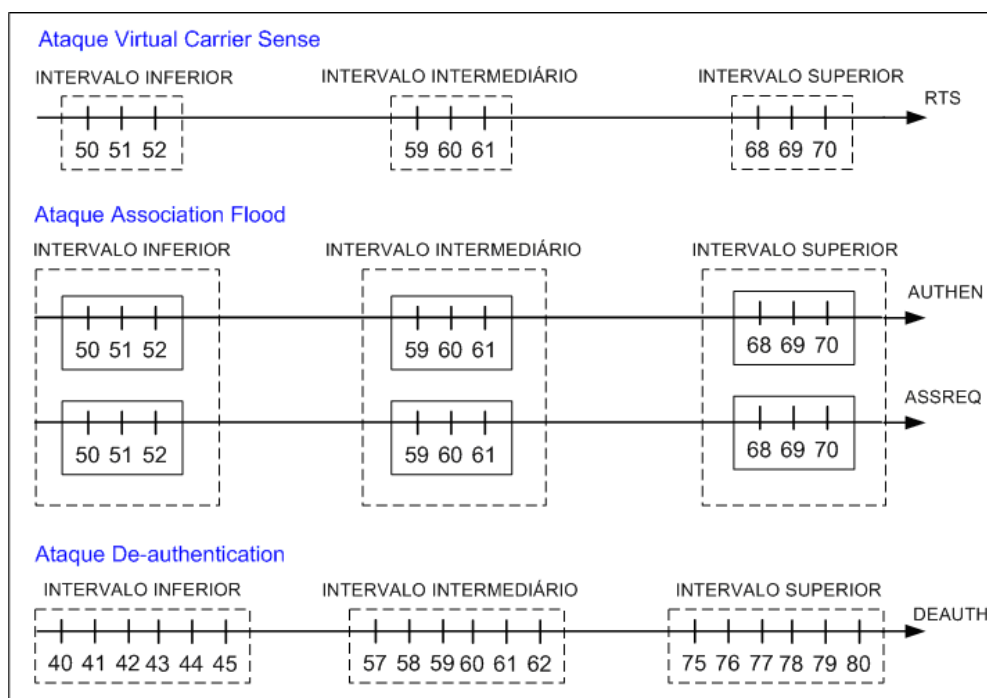 Ataque Virtual Carrier Sense
INTERVALO INFERIOR INTERVALO INTERMEDIÁRIO INTERVALO SUPERIOR
RTS
50 51 52 59 60 61 68 69 70
Ataque Association Flood
INTERVALO INFERIOR INTERVALO INTERMEDIÁRIO INTERVALO SUPERIOR
AUTHEN
50 51 52 59 60 61 68 69 70
ASSREQ
50 51 52 59 60 61 68 69 70
Ataque De-authentication
INTERVALO INFERIOR INTERVALO INTERMEDIÁRIO INTERVALO SUPERIOR
DEAUTH
40 41 42 43 44 45 57 58 59 60 61 62 75 76 77 78 79 80